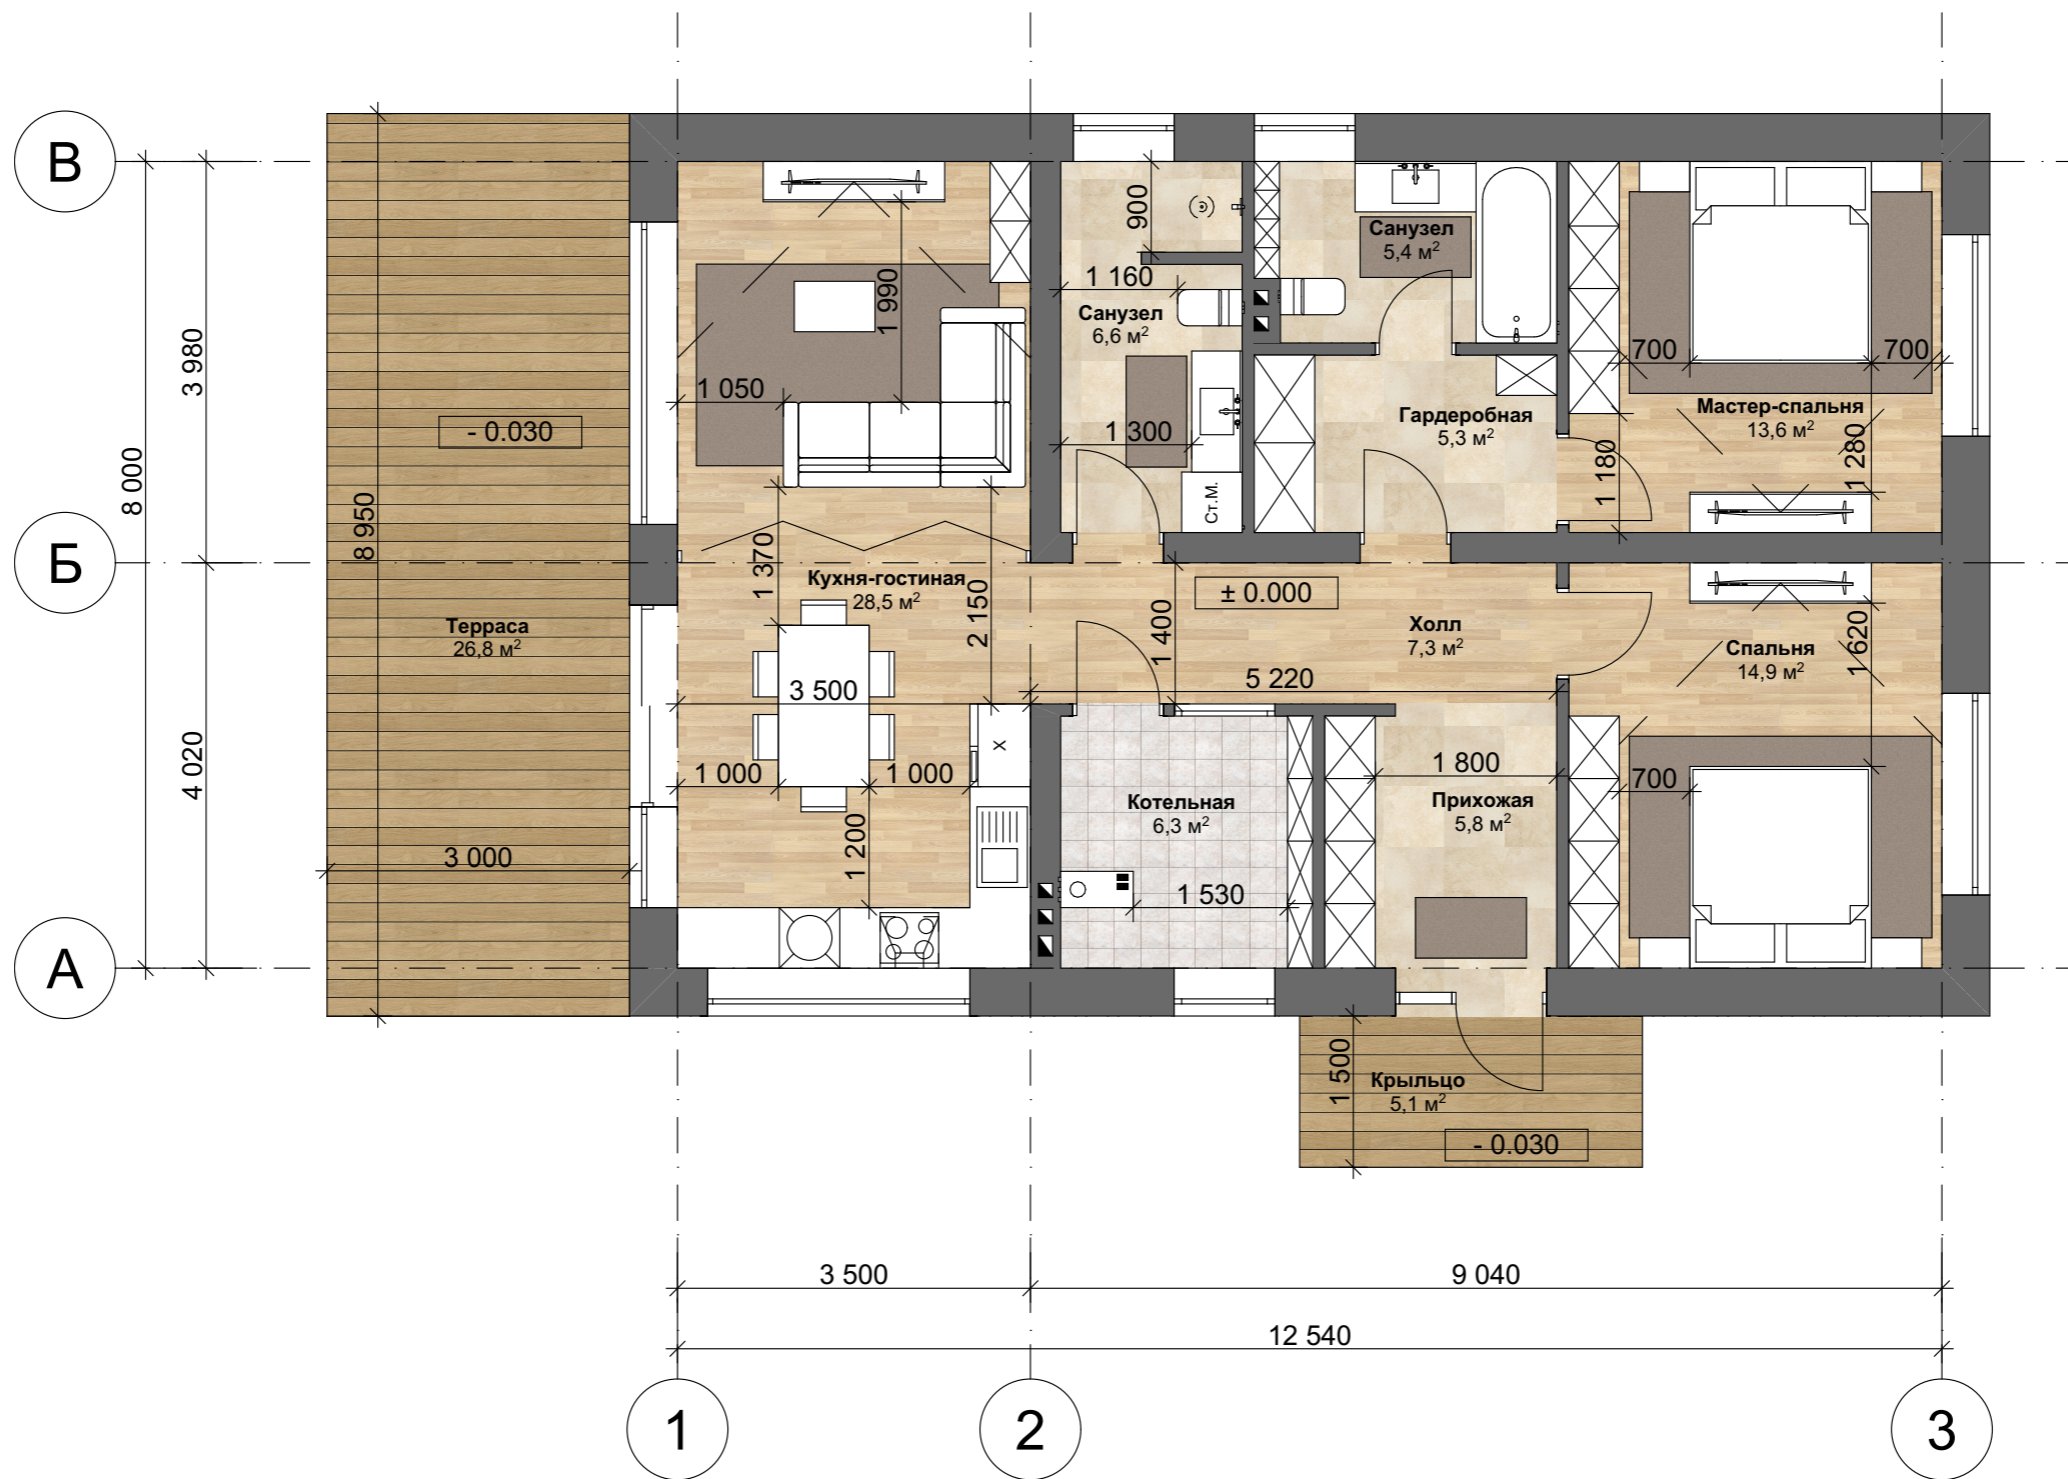 В
Б
А
8 000
3 980
4 020
8 950
- 0.030
Терраса
26,8 м²
3 000
1 990
1 050
1 370
Кухня-гостиная
28,5 м²
2 150
3 500
1 000
1 000
1 200
X
900
1 160
Санузел
6,6 м²
1 300
Ст.М.
Санузел
5,4 м²
Гардеробная
5,3 м²
700
700
Мастер-спальня
13,6 м²
1 180
1 280
± 0.000
1 400
Холл
7,3 м²
5 220
Спальня
14,9 м²
1 620
700
Котельная
6,3 м²
1 530
1 800
Прихожая
5,8 м²
1 500
Крыльцо
5,1 м²
- 0.030
3 500
9 040
12 540
1
2
3